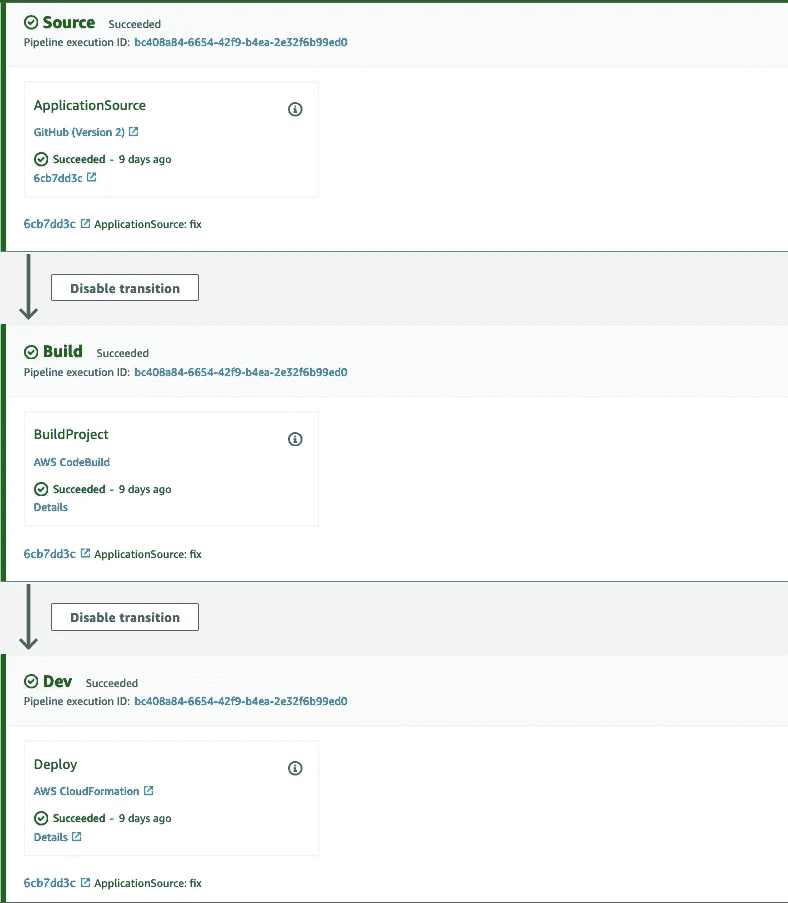 Source Succeeded
Pipeline execution ID: bc408a84-6654-42f9-b4ea-2e32f6b99ed0
ApplicationSource
GitHub (Version 2)
Succeeded - 9 days ago
6cb7dd3c
6cb7dd3c ApplicationSource: fix
Disable transition
Build Succeeded
Pipeline execution ID: bc408a84-6654-42f9-b4ea-2e32f6b99ed0
BuildProject
AWS CodeBuild
Succeeded - 9 days ago
Details
6cb7dd3c ApplicationSource: fix
Disable transition
Dev Succeeded
Pipeline execution ID: bc408a84-6654-42f9-b4ea-2e32f6b99ed0
Deploy
AWS CloudFormation
Succeeded - 9 days ago
Details
6cb7dd3c ApplicationSource: fix